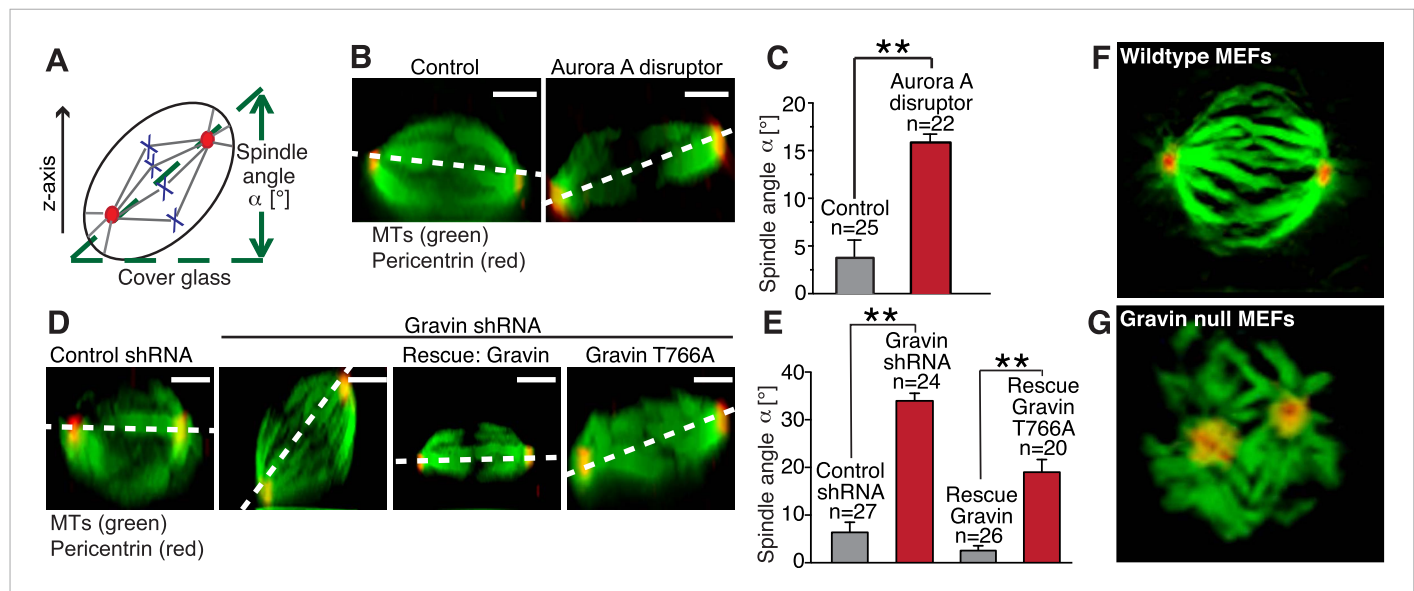 A
z-axis
Spindle
angle
α [°]
Cover glass
B
Control
Aurora A disruptor
MTs (green)
Pericentrin (red)
C
**
Aurora A
disruptor
n=22
Control
n=25
Spindle angle α [°]
20
15
10
5
0
D
Gravin shRNA
Control shRNA
Rescue: Gravin
Gravin T766A
MTs (green)
Pericentrin (red)
E
**
Gravin
shRNA
n=24
**
Rescue
Gravin
T766A
n=20
Control
shRNA
n=27
Rescue
Gravin
n=26
Spindle angle α [°]
40
30
20
10
0
F
Wildtype MEFs
G
Gravin null MEFs